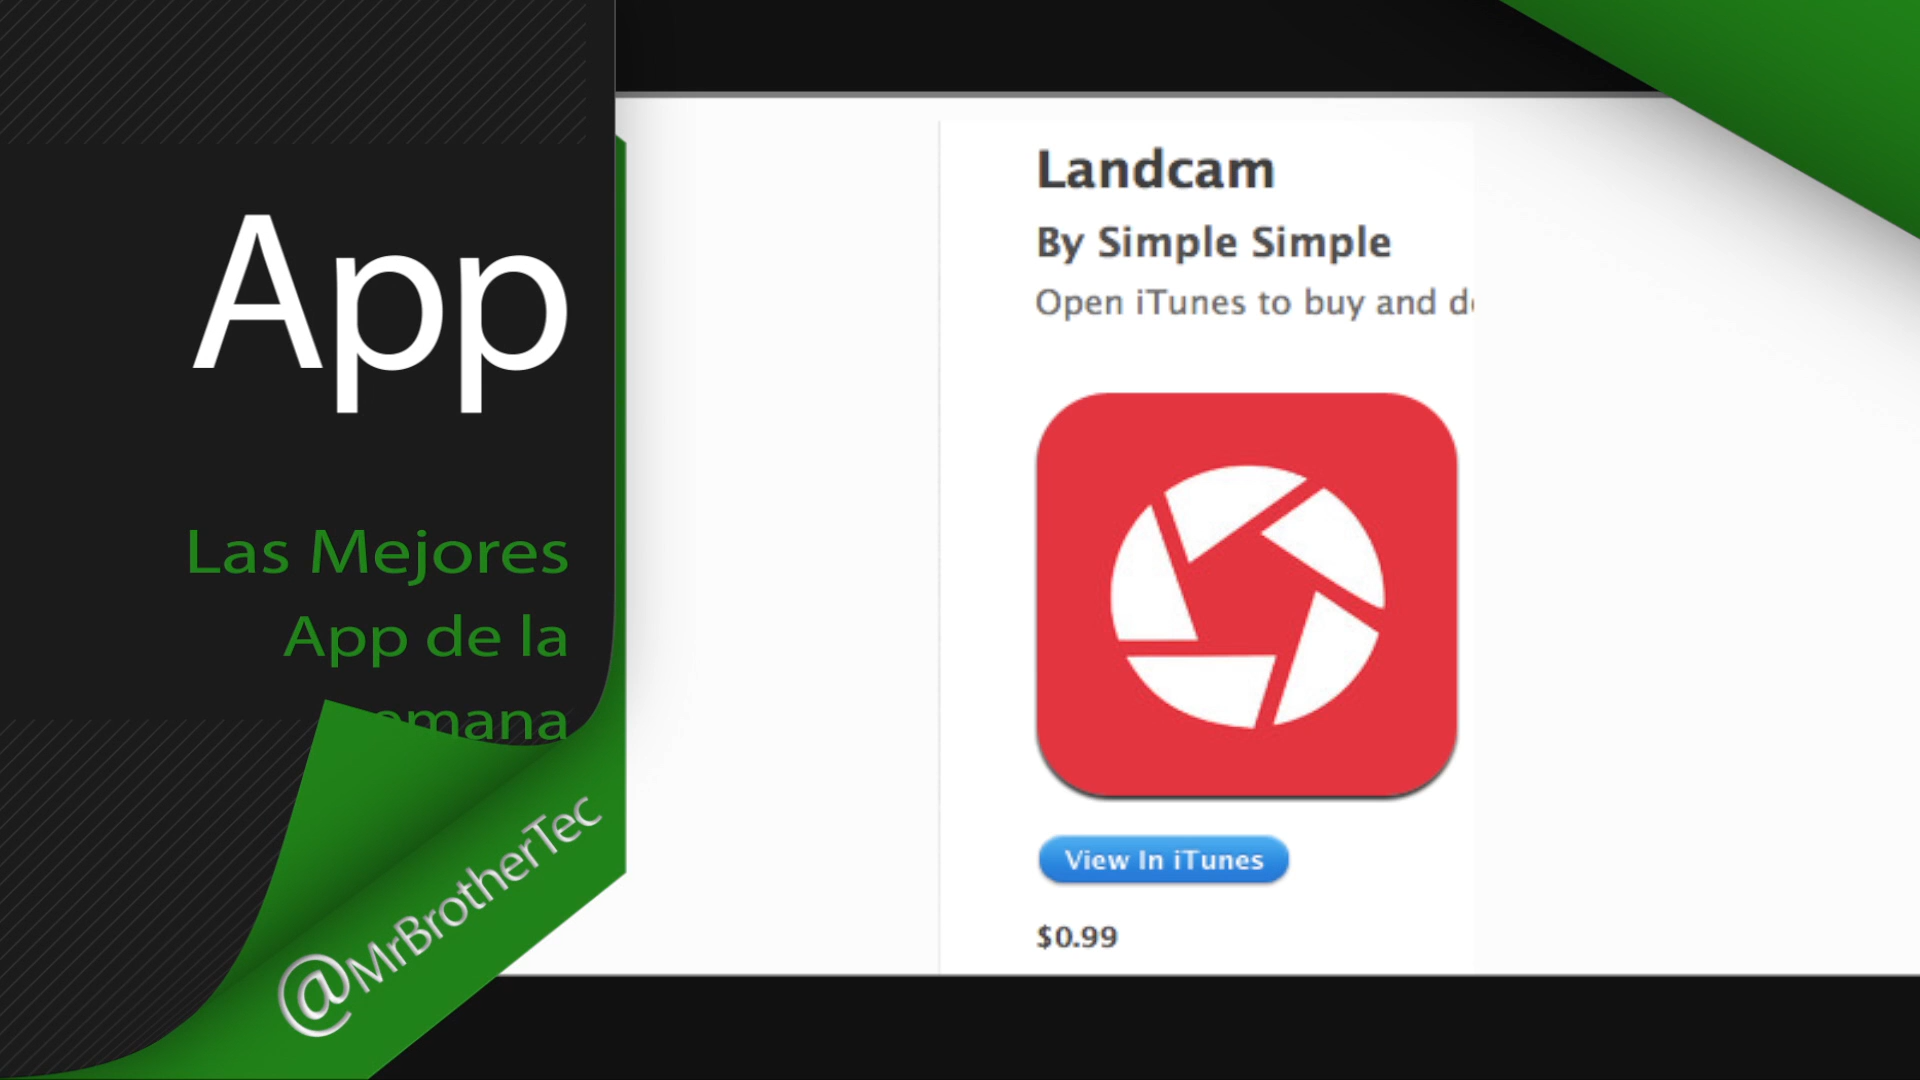 App
Las Mejores
App de la
emana
@MrBrotherTec
Landcam
By Simple Simple
Open iTunes to buy and d
View In iTunes
$0.99